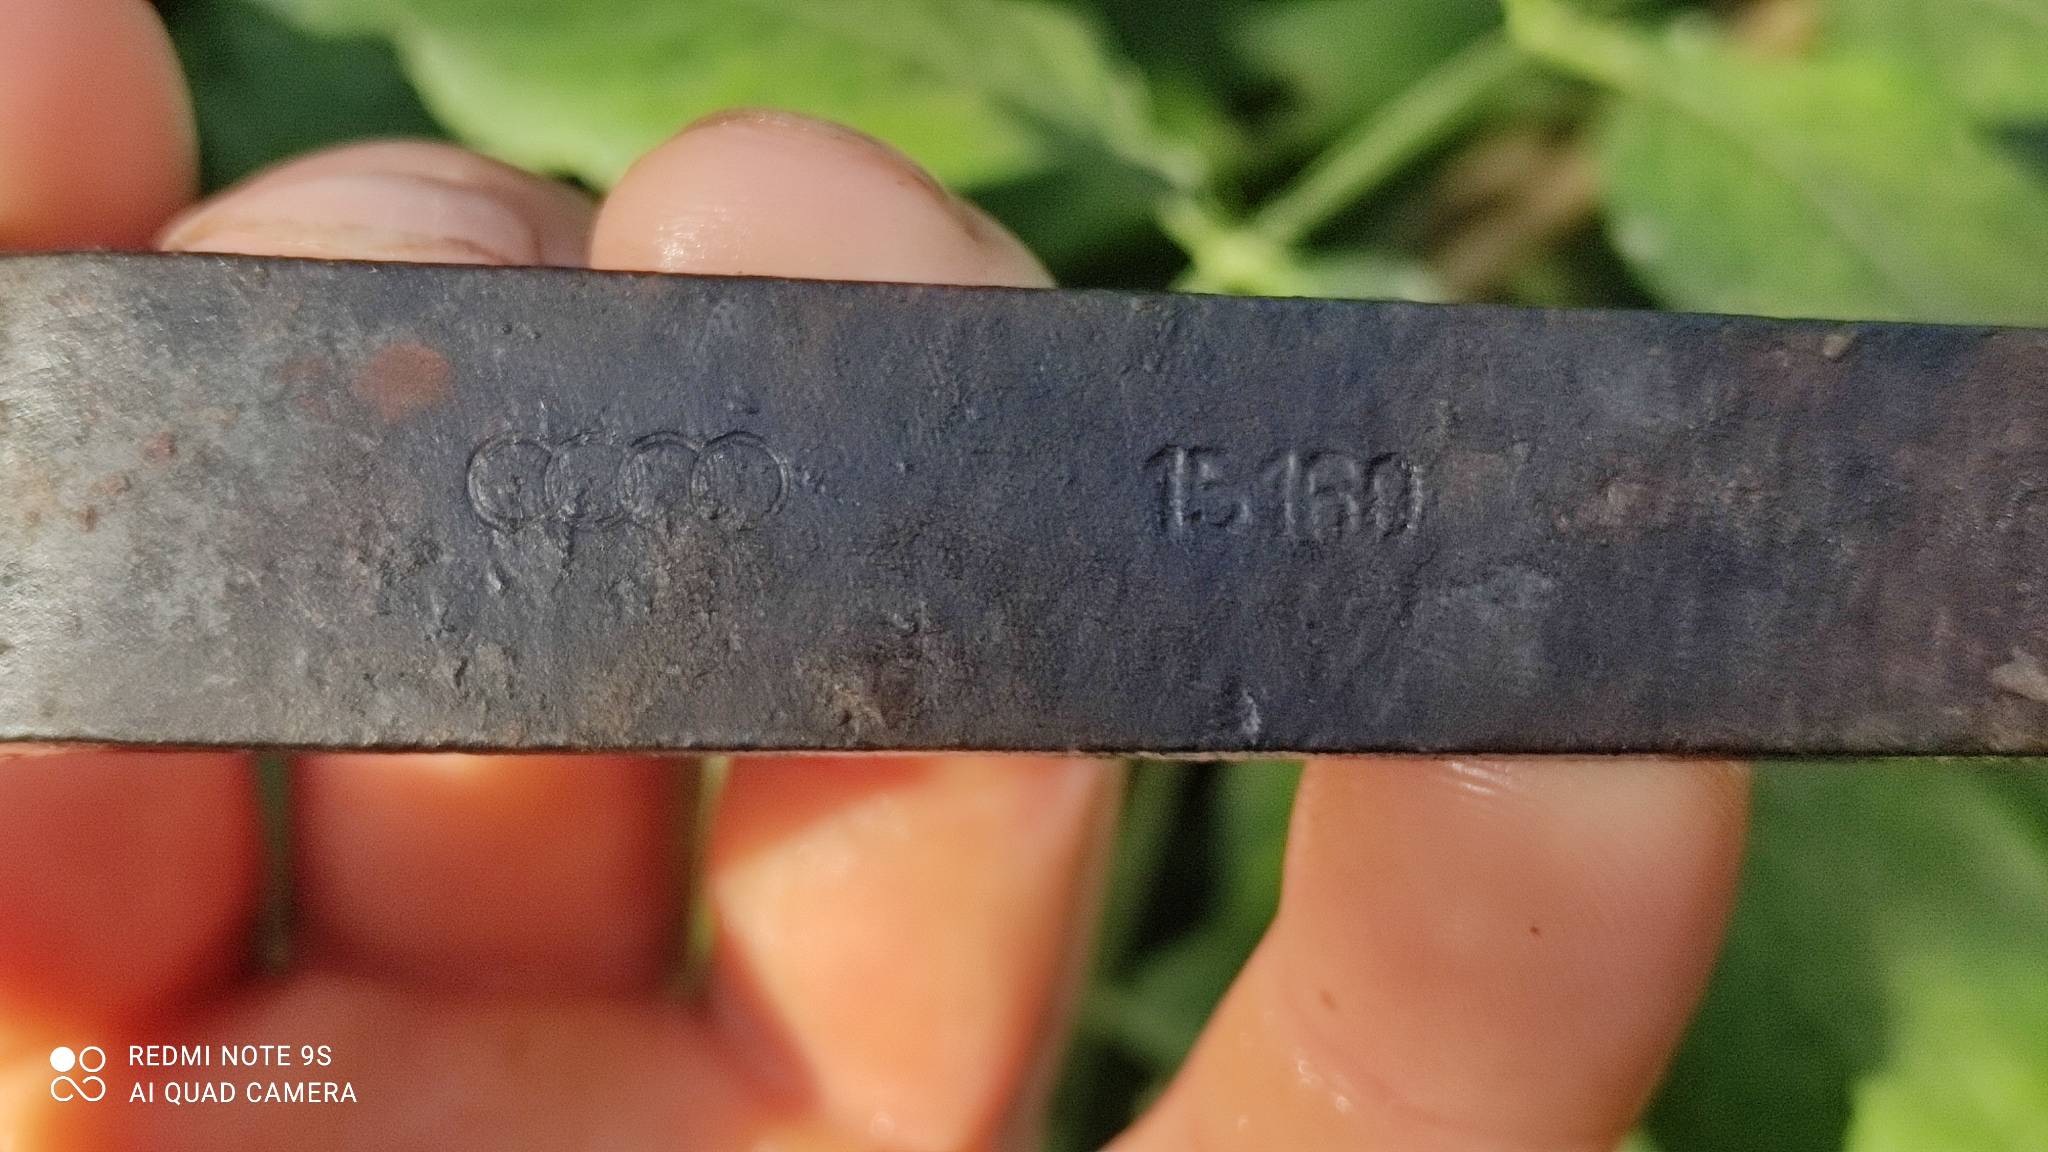 15160
REDMI NOTE 9S
AI QUAD CAMERA